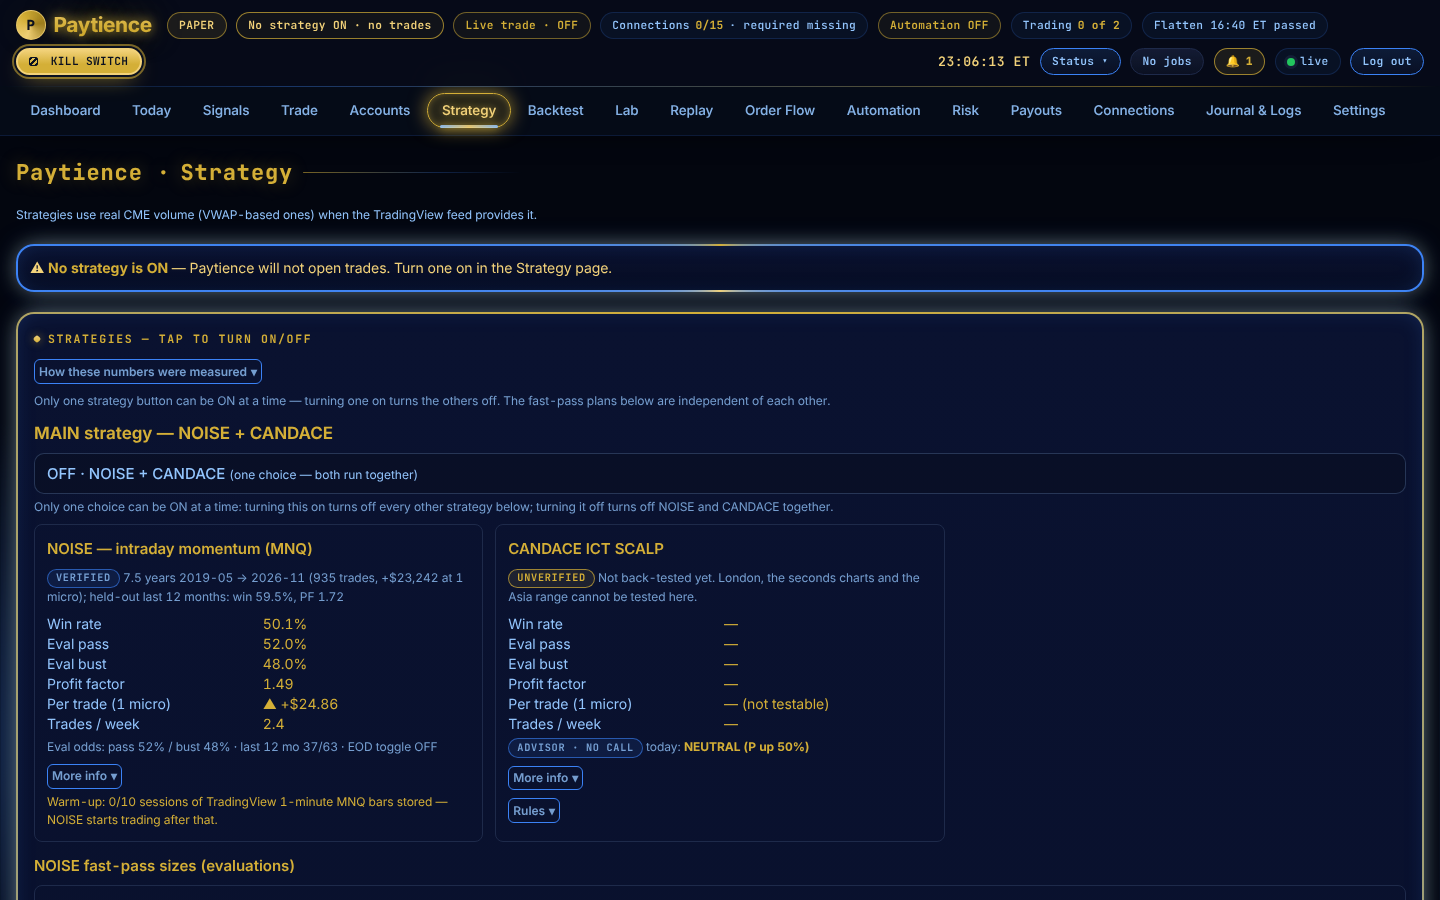 P Paytience PAPER No strategy ON · no trades Live trade · OFF Connections 0/15 · required missing Automation OFF Trading 0 of 2 Flatten 16:40 ET passed
KILL SWITCH 23:06:13 ET Status ▾ No jobs 🔔 1 live Log out
Dashboard Today Signals Trade Accounts Strategy Backtest Lab Replay Order Flow Automation Risk Payouts Connections Journal & Logs Settings
Paytience · Strategy
Strategies use real CME volume (VWAP-based ones) when the TradingView feed provides it.
⚠ No strategy is ON — Paytience will not open trades. Turn one on in the Strategy page.
STRATEGIES — TAP TO TURN ON/OFF
How these numbers were measured ▾
Only one strategy button can be ON at a time — turning one on turns the others off. The fast-pass plans below are independent of each other.
MAIN strategy — NOISE + CANDACE
OFF · NOISE + CANDACE (one choice — both run together)
Only one choice can be ON at a time: turning this on turns off every other strategy below; turning it off turns off NOISE and CANDACE together.
NOISE — intraday momentum (MNQ)
VERIFIED 7.5 years 2019-05 → 2026-11 (935 trades, +$23,242 at 1
micro); held-out last 12 months: win 59.5%, PF 1.72
Win rate 50.1%
Eval pass 52.0%
Eval bust 48.0%
Profit factor 1.49
Per trade (1 micro) ▲ +$24.86
Trades / week 2.4
Eval odds: pass 52% / bust 48% · last 12 mo 37/63 · EOD toggle OFF
More info ▾
Warm-up: 0/10 sessions of TradingView 1-minute MNQ bars stored —
NOISE starts trading after that.
CANDACE ICT SCALP
UNVERIFIED Not back-tested yet. London, the seconds charts and the
Asia range cannot be tested here.
Win rate —
Eval pass —
Eval bust —
Profit factor —
Per trade (1 micro) — (not testable)
Trades / week —
ADVISOR · NO CALL today: NEUTRAL (P up 50%)
More info ▾
Rules ▾
NOISE fast-pass sizes (evaluations)